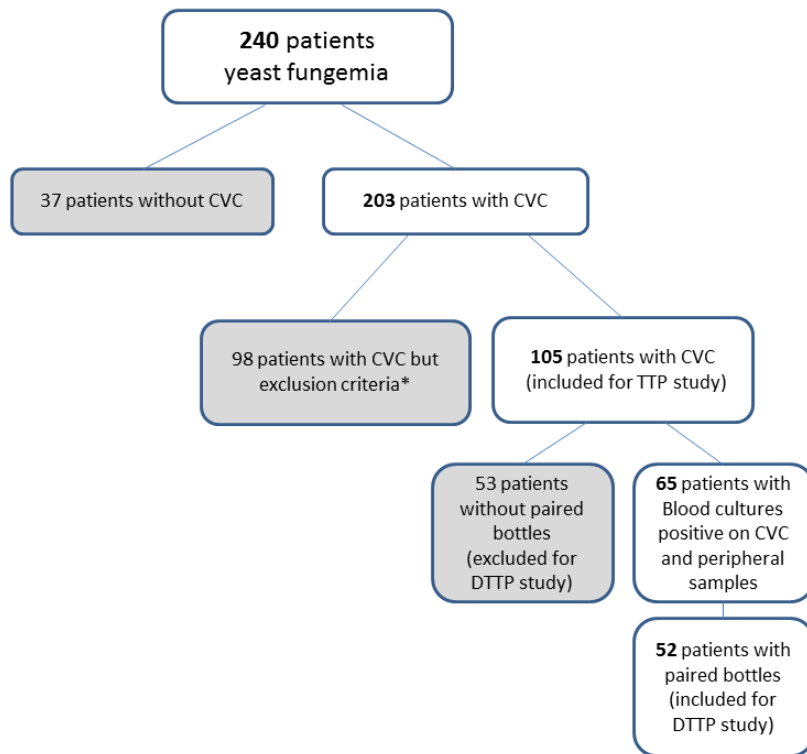 240 patients
yeast fungemia
37 patients without CVC
203 patients with CVC
98 patients with CVC but
exclusion criteria*
105 patients with CVC
(included for TTP study)
53 patients
without paired
bottles
(excluded for
DTTP study)
65 patients with
Blood cultures
positive on CVC
and peripheral
samples
52 patients with
paired bottles
(included for
DTTP study)